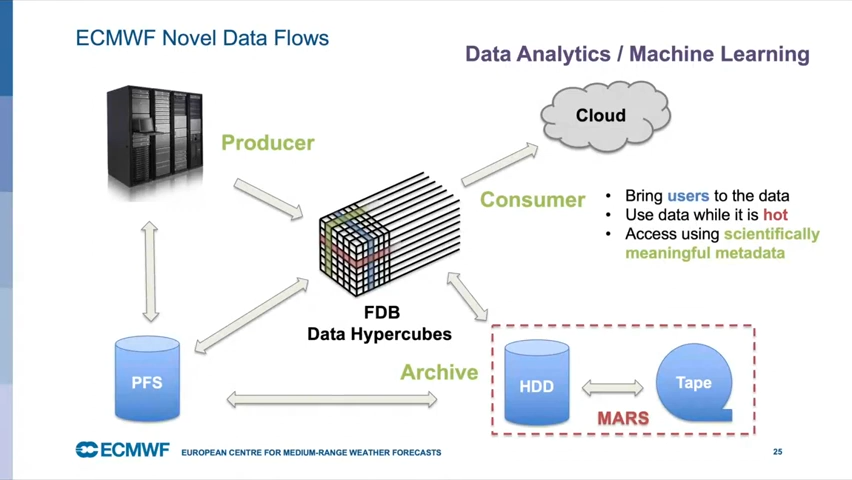 ECMWF Novel Data Flows
Data Analytics / Machine Learning
Cloud
Producer
Consumer
• Bring users to the data
• Use data while it is hot
• Access using scientifically
meaningful metadata
FDB
Data Hypercubes
PFS
Archive
HDD
Tape
MARS
ECMWF
EUROPEAN CENTRE FOR MEDIUM-RANGE WEATHER FORECASTS
25